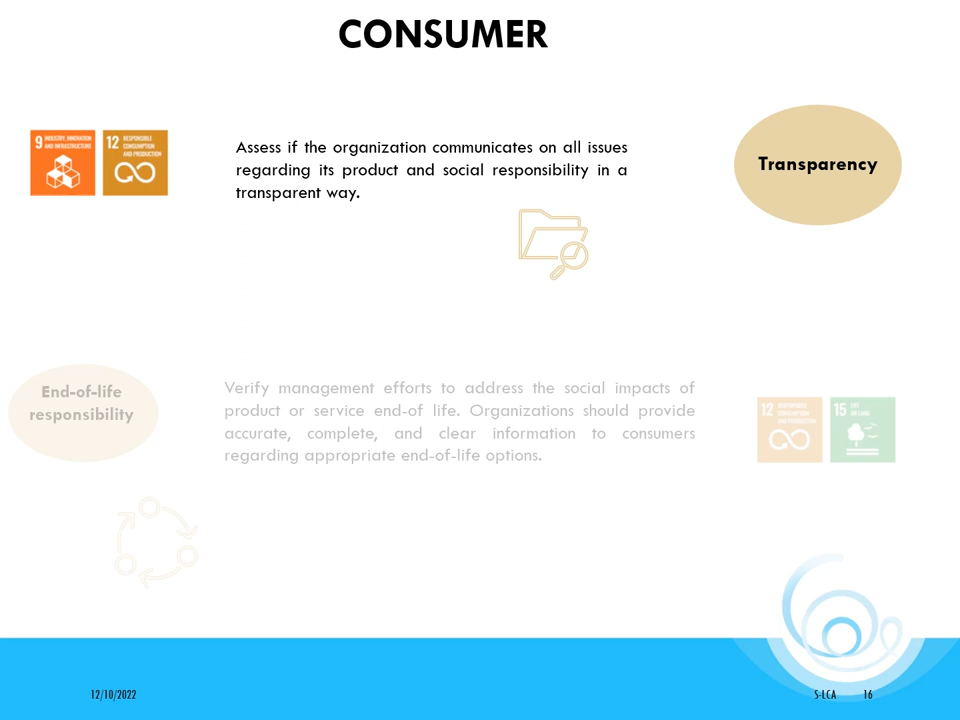 CONSUMER
9 INDUSTRY, INNOVATION
AND INFRASTRUCTURE
12 RESPONSIBLE
CONSUMPTION
AND PRODUCTION
Assess if the organization communicates on all issues
regarding its product and social responsibility in a
transparent way.
Transparency
End-of-life
responsibility
Verify management efforts to address the social impacts of
product or service end-of life. Organizations should provide
accurate, complete, and clear information to consumers
regarding appropriate end-of-life options.
12 RESPONSIBLE
CONSUMPTION
AND PRODUCTION
15 LIFE
ON LAND
12/10/2022
S-LCA
16